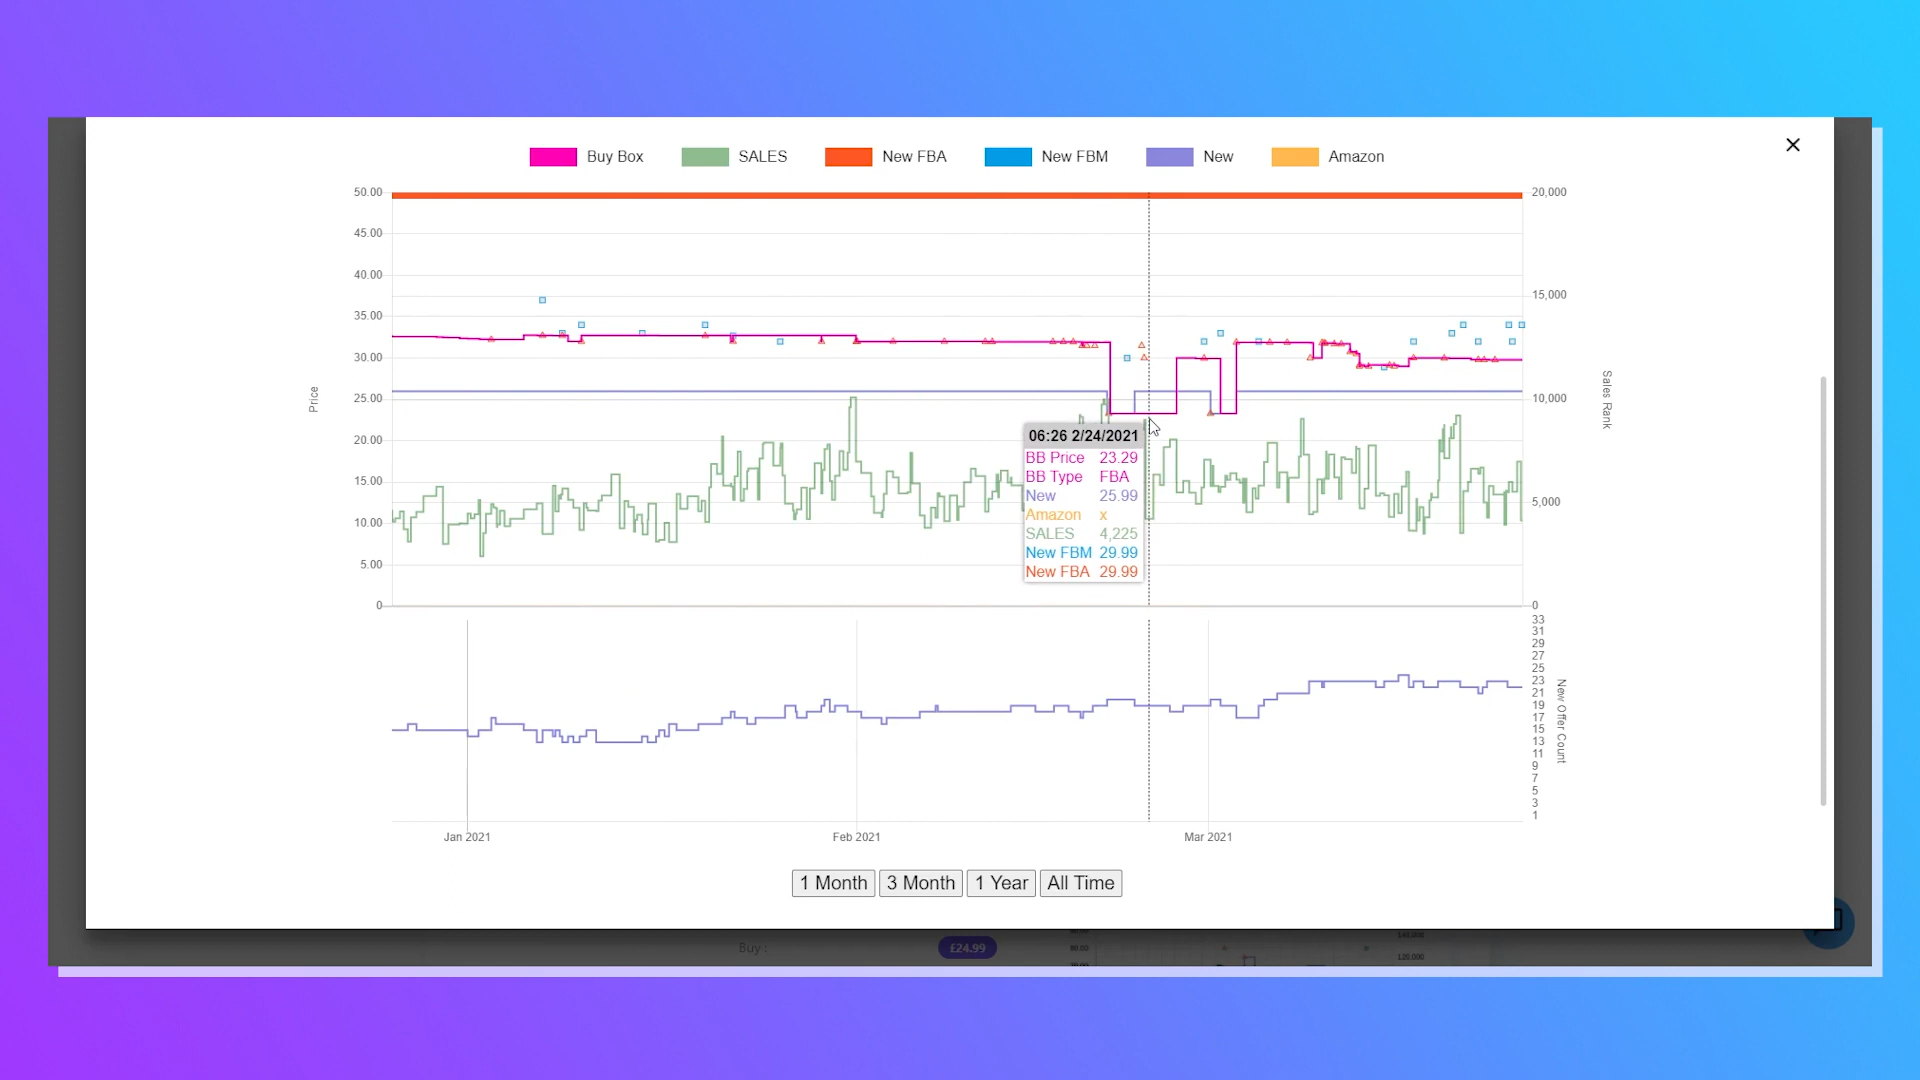 Buy Box SALES New FBA New FBM New Amazon
50.00 20,000
45.00
40.00
15,000
35.00
30.00
Price
25.00 10,000
Sales Rank
20.00
15.00
5,000
10.00
5.00
0 0
06:26 2/24/2021
BB Price 23.29
BB Type FBA
New 25.99
Amazon x
SALES 4,225
New FBM 29.99
New FBA 29.99
33
31
29
27
25
23
21
19
17
15
13
11
9
7
5
3
1
New Offer Count
Jan 2021 Feb 2021 Mar 2021
1 Month 3 Month 1 Year All Time
Buy : £24.99
80.00
120,000